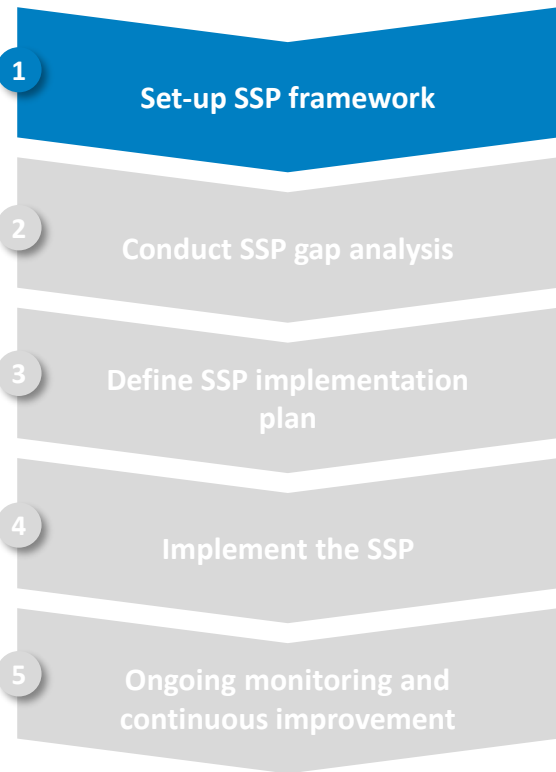 1
Set-up SSP framework
2
Conduct SSP gap analysis
3
Define SSP implementation
plan
4
Implement the SSP
5
Ongoing monitoring and
continuous improvement